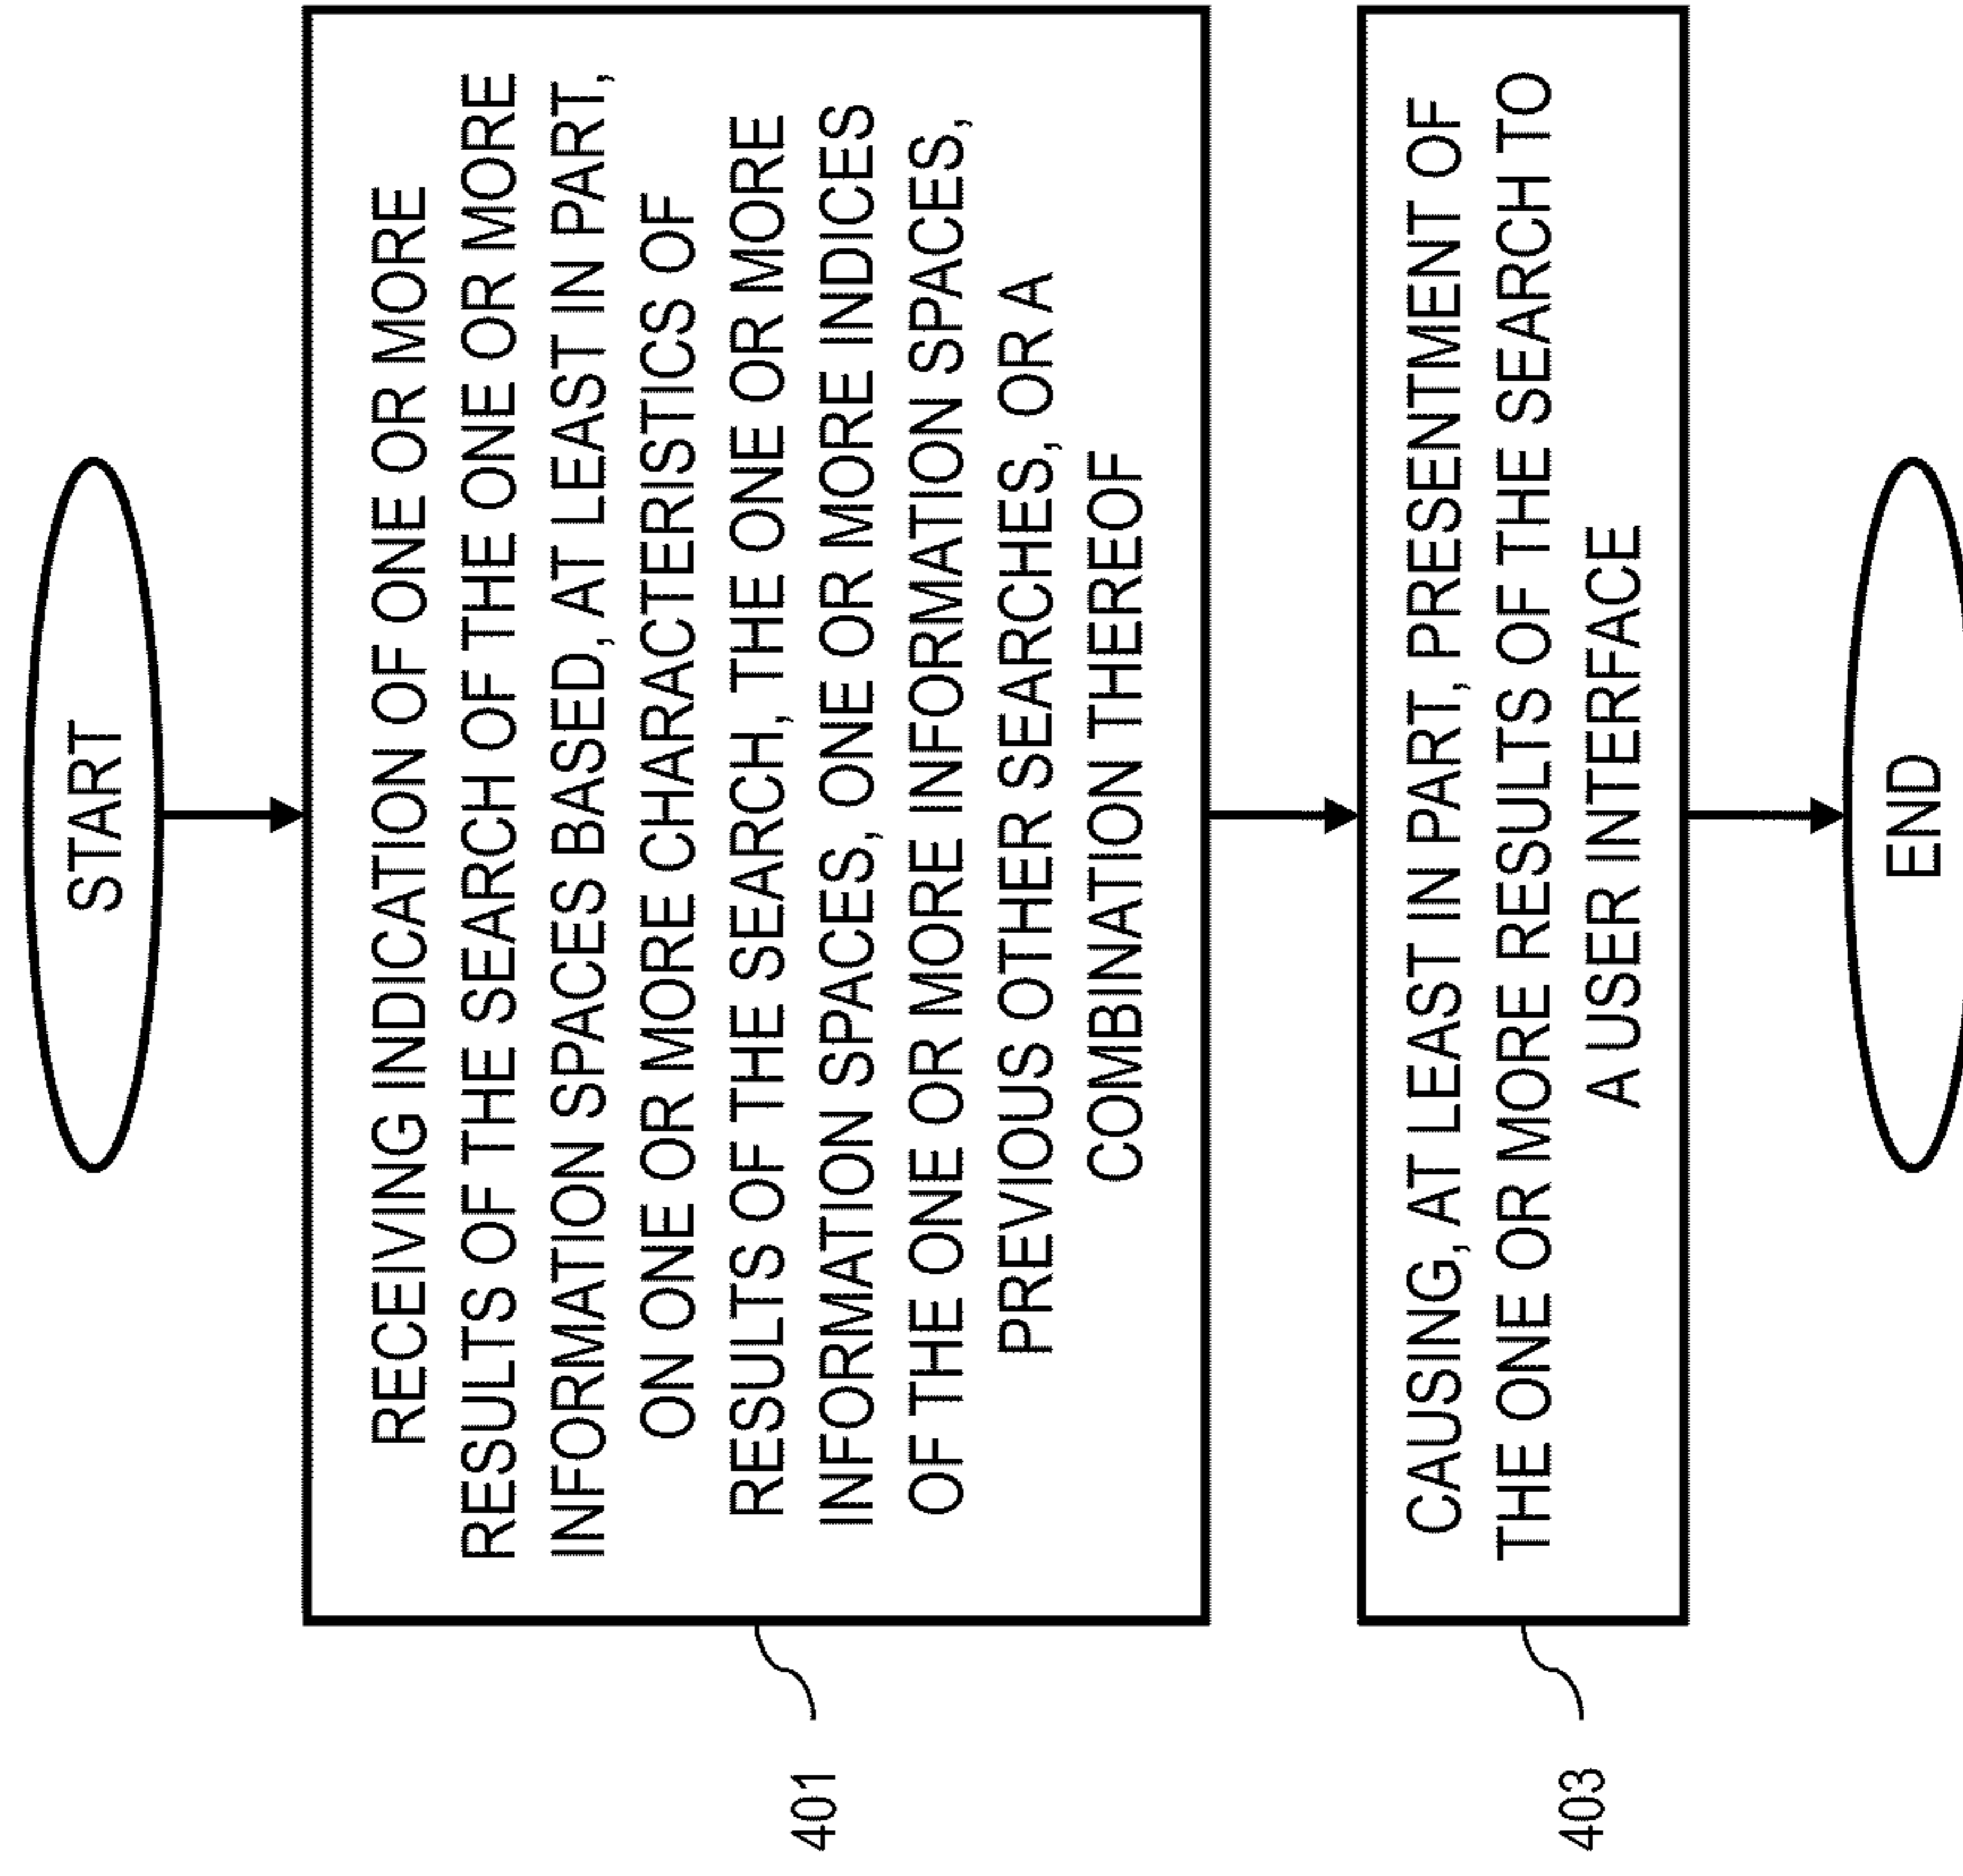 START
RECEIVING INDICATION OF ONE OR MORE
RESULTS OF THE SEARCH OF THE ONE OR MORE
INFORMATION SPACES BASED, AT LEAST IN PART,
ON ONE OR MORE CHARACTERISTICS OF
RESULTS OF THE SEARCH, THE ONE OR MORE
INFORMATION SPACES, ONE OR MORE INDICES
OF THE ONE OR MORE INFORMATION SPACES,
PREVIOUS OTHER SEARCHES, OR A
COMBINATION THEREOF
401
CAUSING, AT LEAST IN PART, PRESENTMENT OF
THE ONE OR MORE RESULTS OF THE SEARCH TO
A USER INTERFACE
403
END